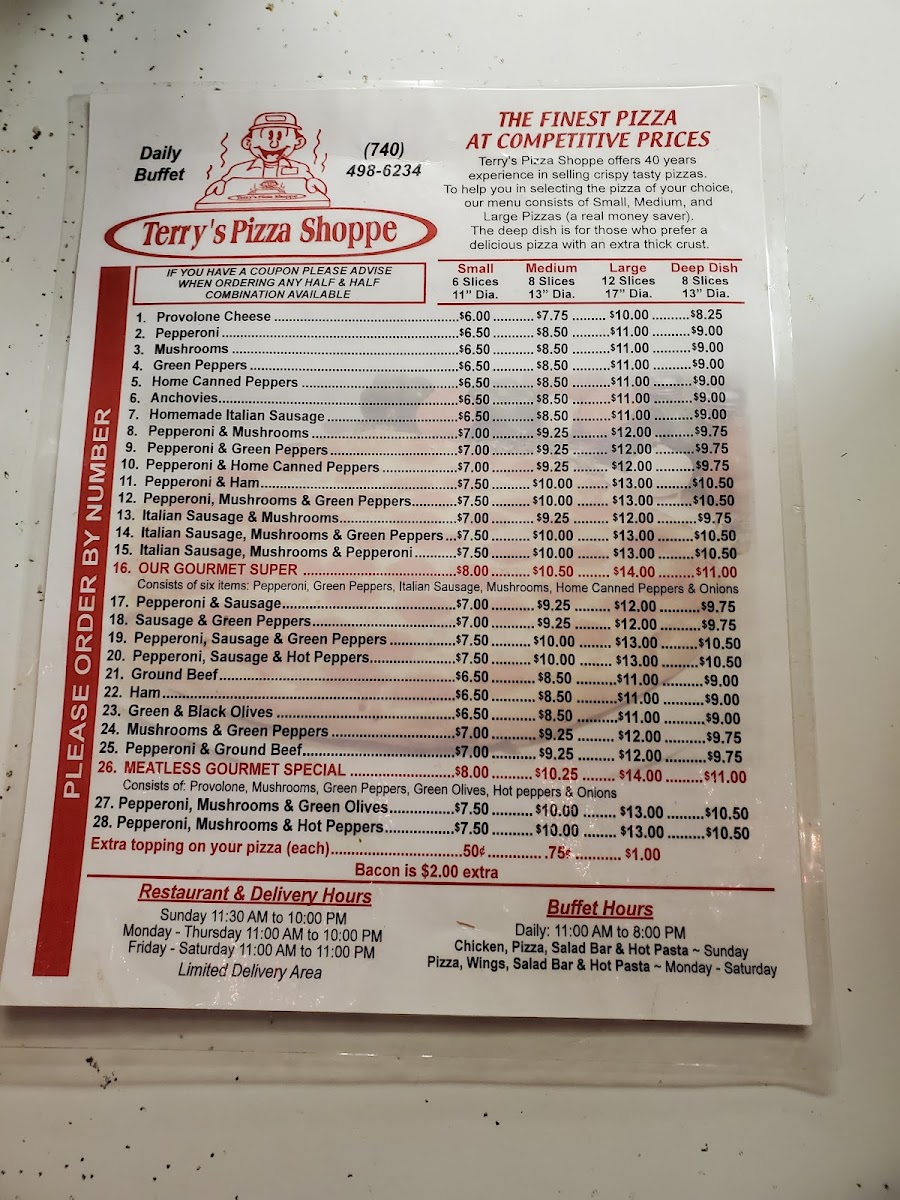 Daily
Buffet
(740)
498-6234
Terry's Pizza Shoppe
Terry's Pizza Shoppe
THE FINEST PIZZA
AT COMPETITIVE PRICES
Terry's Pizza Shoppe offers 40 years
experience in selling crispy tasty pizzas.
To help you in selecting the pizza of your choice,
our menu consists of Small, Medium, and
Large Pizzas (a real money saver).
The deep dish is for those who prefer a
delicious pizza with an extra thick crust.
IF YOU HAVE A COUPON PLEASE ADVISE
WHEN ORDERING ANY HALF & HALF
COMBINATION AVAILABLE
Small Medium Large Deep Dish
6 Slices 8 Slices 12 Slices 8 Slices
11" Dia. 13" Dia. 17" Dia. 13" Dia.
PLEASE ORDER BY NUMBER
1. Provolone Cheese $6.00 $7.75 $10.00 $8.25
2. Pepperoni $6.50 $8.50 $11.00 $9.00
3. Mushrooms $6.50 $8.50 $11.00 $9.00
4. Green Peppers $6.50 $8.50 $11.00 $9.00
5. Home Canned Peppers $6.50 $8.50 $11.00 $9.00
6. Anchovies $6.50 $8.50 $11.00 $9.00
7. Homemade Italian Sausage $6.50 $8.50 $11.00 $9.00
8. Pepperoni & Mushrooms $7.00 $9.25 $12.00 $9.75
9. Pepperoni & Green Peppers $7.00 $9.25 $12.00 $9.75
10. Pepperoni & Home Canned Peppers $7.00 $9.25 $12.00 $9.75
11. Pepperoni & Ham $7.50 $10.00 $13.00 $10.50
12. Pepperoni, Mushrooms & Green Peppers $7.50 $10.00 $13.00 $10.50
13. Italian Sausage & Mushrooms $7.00 $9.25 $12.00 $9.75
14. Italian Sausage, Mushrooms & Green Peppers $7.50 $10.00 $13.00 $10.50
15. Italian Sausage, Mushrooms & Pepperoni $7.50 $10.00 $13.00 $10.50
16. OUR GOURMET SUPER $8.00 $10.50 $14.00 $11.00
Consists of six items: Pepperoni, Green Peppers, Italian Sausage, Mushrooms, Home Canned Peppers & Onions
17. Pepperoni & Sausage $7.00 $9.25 $12.00 $9.75
18. Sausage & Green Peppers $7.00 $9.25 $12.00 $9.75
19. Pepperoni, Sausage & Green Peppers $7.50 $10.00 $13.00 $10.50
20. Pepperoni, Sausage & Hot Peppers $7.50 $10.00 $13.00 $10.50
21. Ground Beef $6.50 $8.50 $11.00 $9.00
22. Ham $6.50 $8.50 $11.00 $9.00
23. Green & Black Olives $6.50 $8.50 $11.00 $9.00
24. Mushrooms & Green Peppers $7.00 $9.25 $12.00 $9.75
25. Pepperoni & Ground Beef $7.00 $9.25 $12.00 $9.75
26. MEATLESS GOURMET SPECIAL $8.00 $10.25 $14.00 $11.00
Consists of: Provolone, Mushrooms, Green Peppers, Green Olives, Hot peppers & Onions
27. Pepperoni, Mushrooms & Green Olives $7.50 $10.00 $13.00 $10.50
28. Pepperoni, Mushrooms & Hot Peppers $7.50 $10.00 $13.00 $10.50
Extra topping on your pizza (each) 50¢ .75¢ $1.00
Bacon is $2.00 extra
Restaurant & Delivery Hours
Sunday 11:30 AM to 10:00 PM
Monday - Thursday 11:00 AM to 10:00 PM
Friday - Saturday 11:00 AM to 11:00 PM
Limited Delivery Area
Buffet Hours
Daily: 11:00 AM to 8:00 PM
Chicken, Pizza, Salad Bar & Hot Pasta ~ Sunday
Pizza, Wings, Salad Bar & Hot Pasta ~ Monday - Saturday